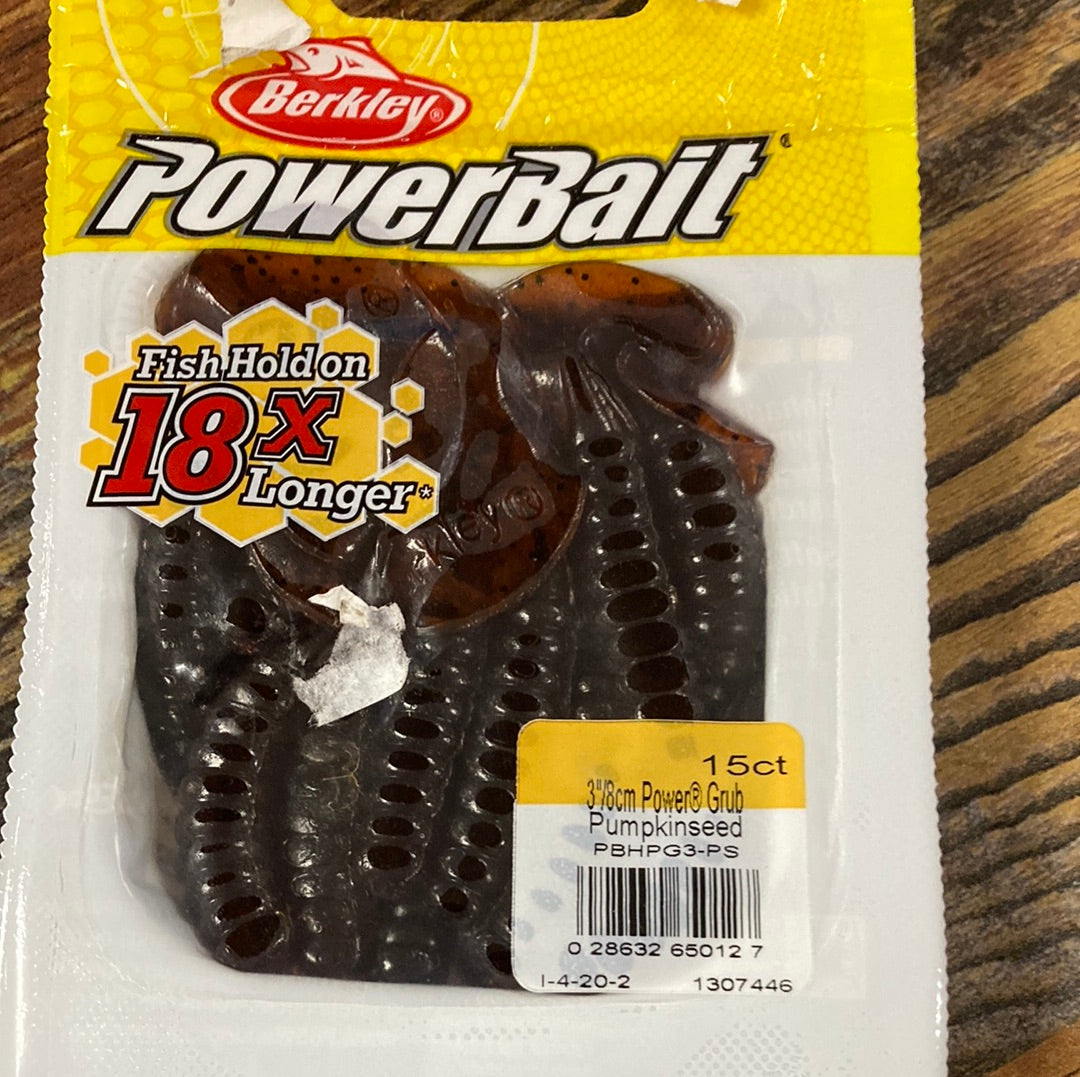 Berkley®
PowerBait®
Fish Hold on
18x
Longer*
®
kley®
15ct
3"/8cm Power® Grub
Pumpkinseed
PBHPG3-PS
0 28632 65012 7
I-4-20-2 1307446